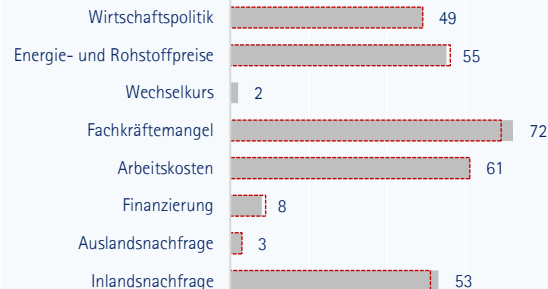 Wirtschaftspolitik 49
Energie- und Rohstoffpreise 55
Wechselkurs 2
Fachkräftemangel 72
Arbeitskosten 61
Finanzierung 8
Auslandsnachfrage 3
Inlandsnachfrage 53